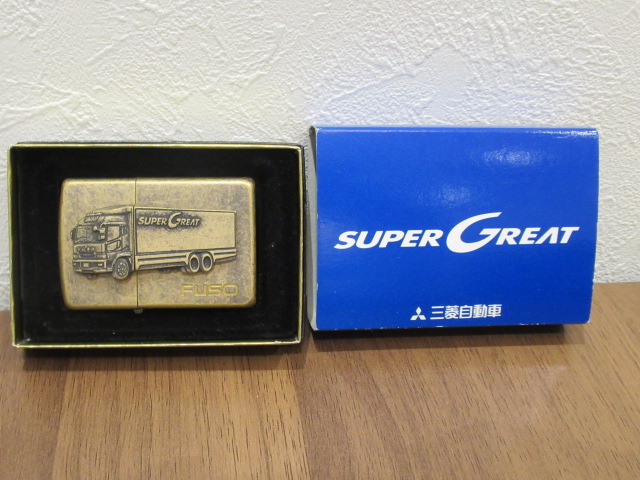 SUPER GREAT
FUSO
SUPER GREAT
三菱自動車